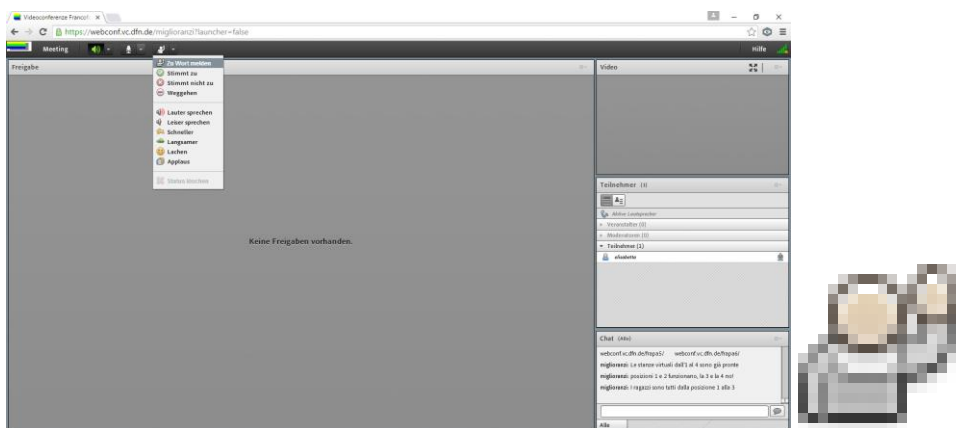 Videoconferenze Franco!
https://webconf.vc.dfn.de/miglioranzi?launcher=false
Meeting
Hilfe
Freigabe
Zu Wort melden
Stimmt zu
Stimmt nicht zu
Weggehen
Lauter sprechen
Leiser sprechen
Schneller
Langsamer
Lachen
Applaus
Status löschen
Keine Freigaben vorhanden.
Video
Teilnehmer (1)
Aktive Lautsprecher
Veranstalter (0)
Moderatoren (0)
Teilnehmer (1)
elisabetta
Chat (Alle)
webconf.vc.dfn.de/frapa5/ webconf.vc.dfn.de/frapa6/
miglioranzi: Le stanze virtuali dell'1 al 4 sono già pronte
miglioranzi: posizioni 1 e 2 funzionano, la 3 e la 4 no!
miglioranzi: I ragazzi sono tutti dalla posizione 1 alla 3
Alle